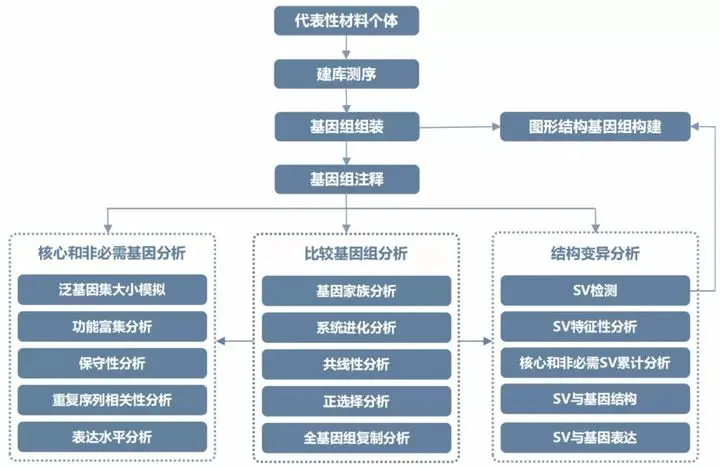 代表性材料个体
建库测序
基因组组装
图形结构基因组构建
基因组注释
核心和非必需基因分析
泛基因集大小模拟
功能富集分析
保守性分析
重复序列相关性分析
表达水平分析
比较基因组分析
基因家族分析
系统进化分析
共线性分析
正选择分析
全基因组复制分析
结构变异分析
SV检测
SV特征性分析
核心和非必需SV累计分析
SV与基因结构
SV与基因表达